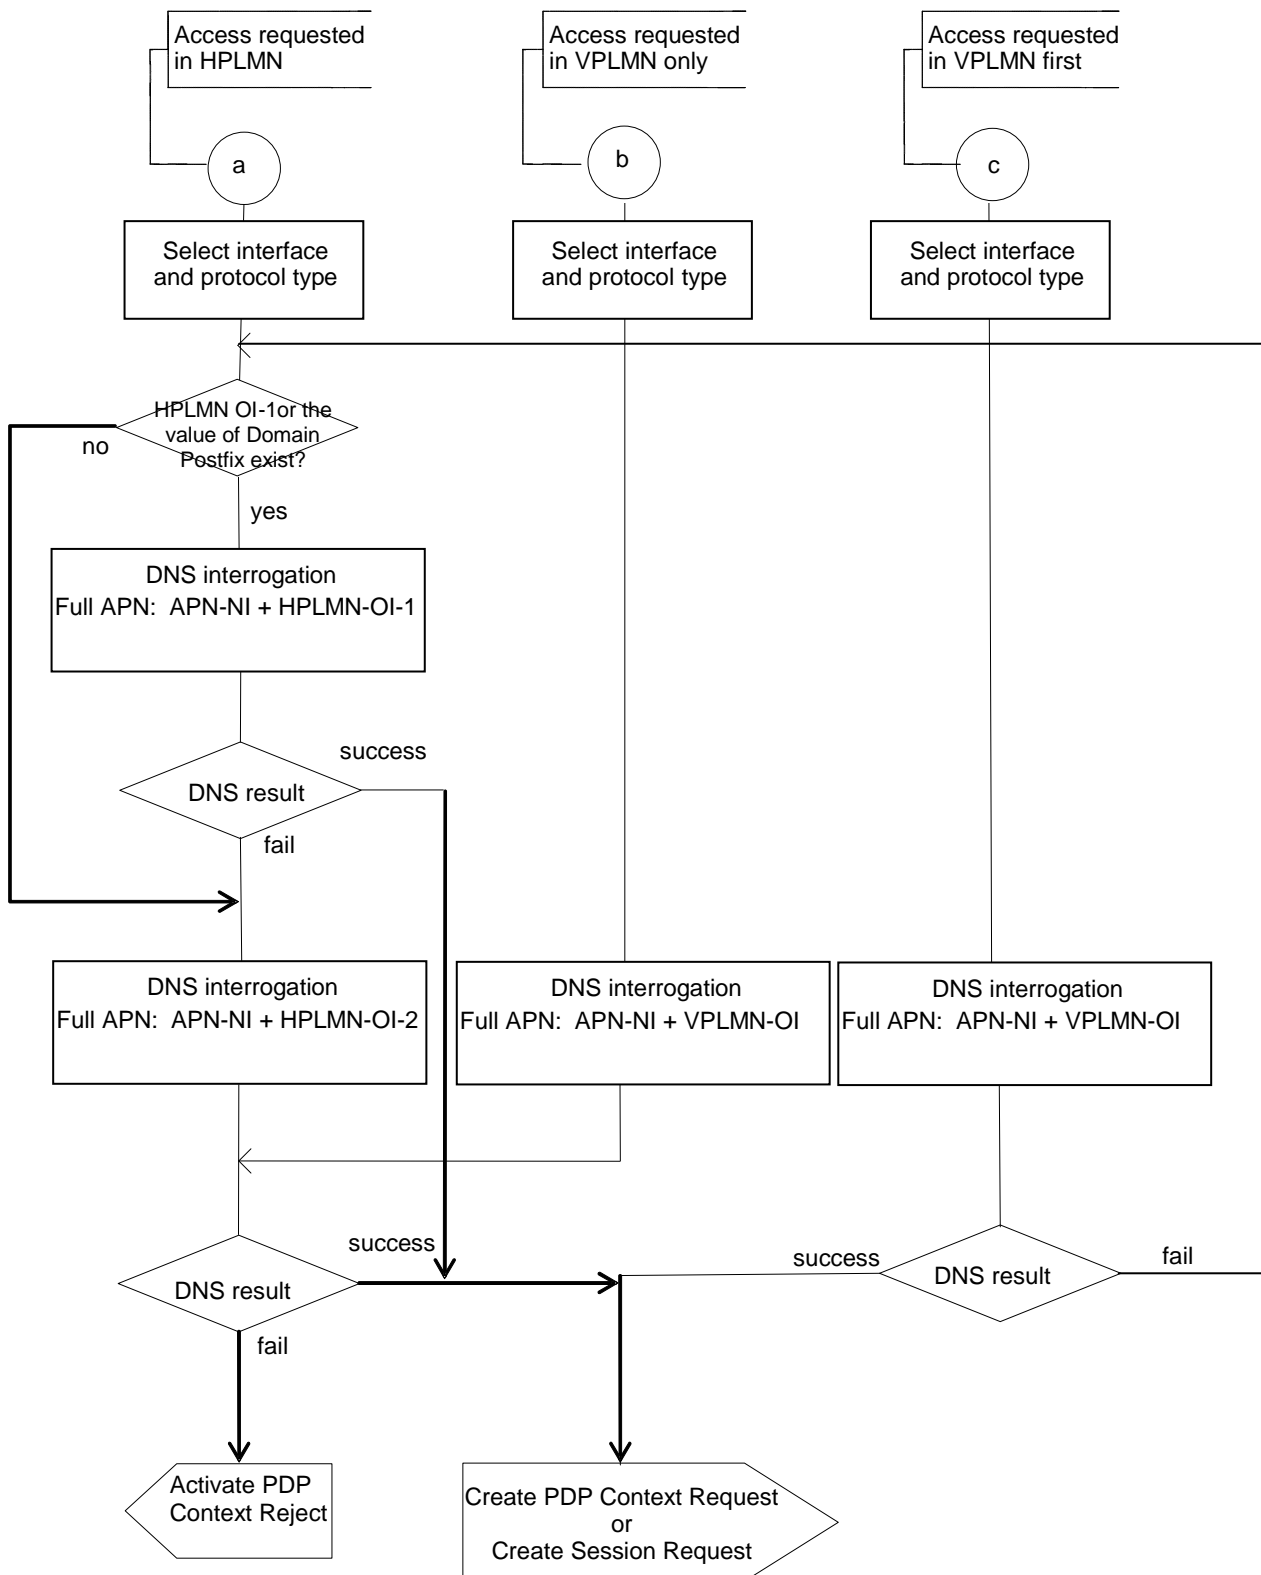 Access requested
in HPLMN
Access requested
in VPLMN only
Access requested
in VPLMN first
a
b
c
Select interface
and protocol type
Select interface
and protocol type
Select interface
and protocol type
HPLMN OI-1or the
value of Domain
Postfix exist?
no
yes
DNS interrogation
Full APN: APN-NI + HPLMN-OI-1
success
DNS result
fail
DNS interrogation
Full APN: APN-NI + HPLMN-OI-2
DNS interrogation
Full APN: APN-NI + VPLMN-OI
DNS interrogation
Full APN: APN-NI + VPLMN-OI
success
DNS result
fail
success
DNS result
fail
Activate PDP
Context Reject
Create PDP Context Request
or
Create Session Request